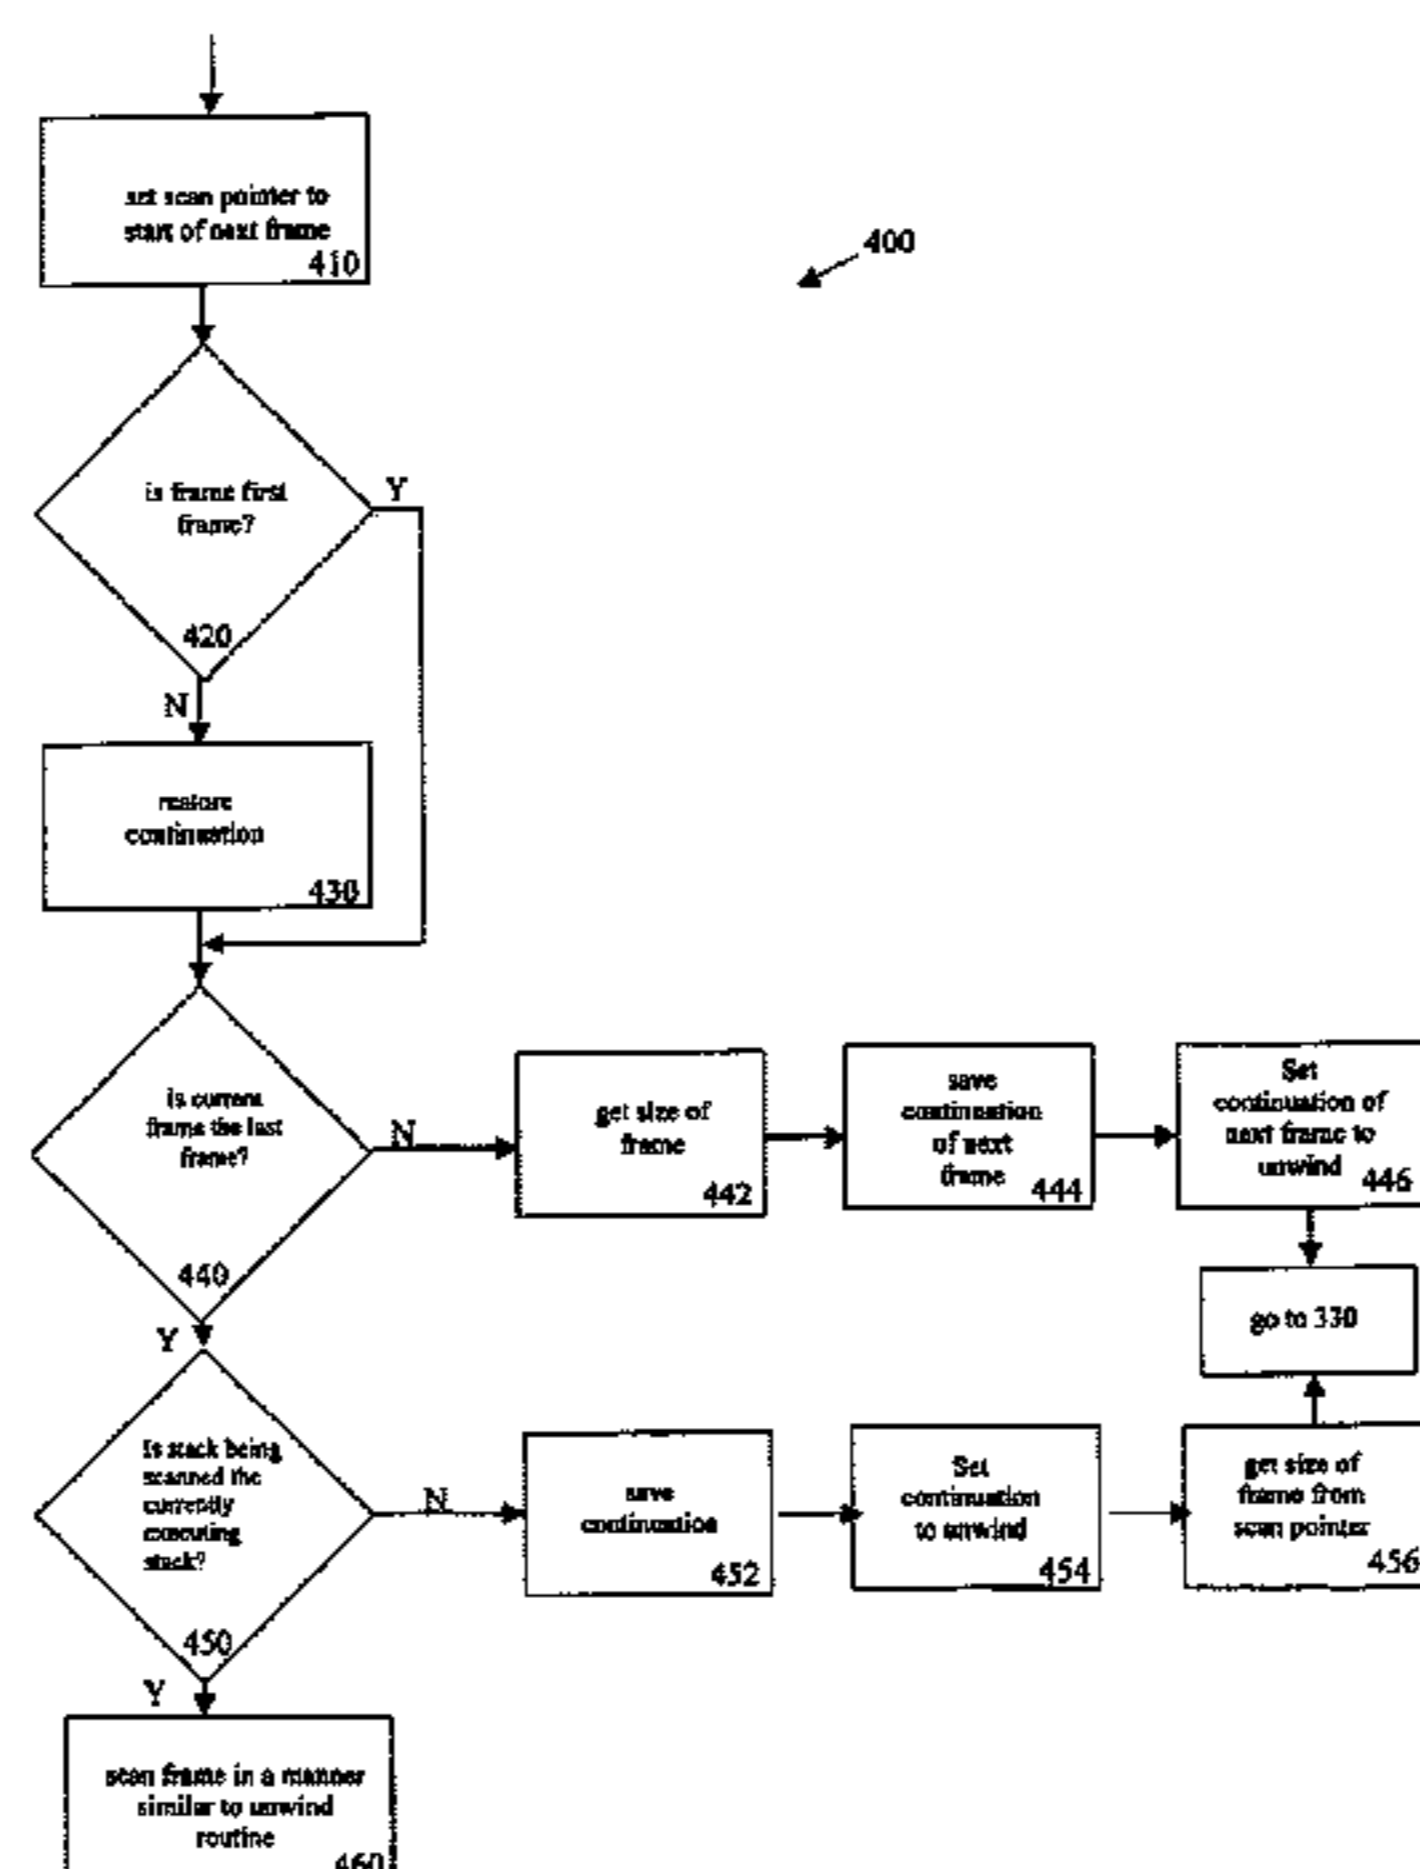 set scan pointer to
start of next frame
410
400
is frame first
frame?
420
Y
N
restore
continuation
430
is current
frame the last
frame?
440
N
Y
get size of
frame
442
save
continuation
of next
frame
444
Set
continuation of
next frame to
unwind
446
go to 330
Is stack being
scanned the
currently
executing
stack?
450
N
Y
save
continuation
452
Set
continuation
to unwind
454
get size of
frame from
scan pointer
456
scan frame in a manner
similar to unwind
routine
460